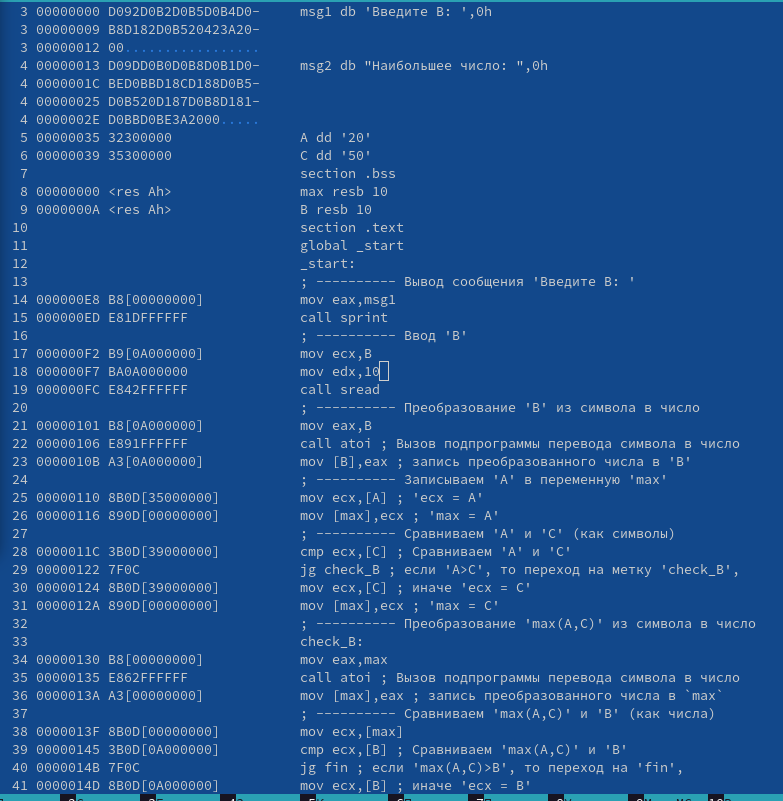 3 00000000 D092D0B2D0B5D0B4D0- msg1 db 'Введите B: ',0h
3 00000009 B8D182D0B520423A20-
3 00000012 00.................
4 00000013 D09DD0B0D0B8D0B1D0- msg2 db "Наибольшее число: ",0h
4 0000001C BED0BBD18CD188D0B5-
4 00000025 D0B520D187D0B8D181-
4 0000002E D0BBD0BE3A2000.....
5 00000035 32300000 A dd '20'
6 00000039 35300000 C dd '50'
7 section .bss
8 00000000 <res Ah> max resb 10
9 0000000A <res Ah> B resb 10
10 section .text
11 global _start
12 _start:
13 ; ---------- Вывод сообщения 'Введите B: '
14 000000E8 B8[00000000] mov eax,msg1
15 000000ED E81DFFFFFF call sprint
16 ; ---------- Ввод 'B'
17 000000F2 B9[0A000000] mov ecx,B
18 000000F7 BA0A000000 mov edx,10
19 000000FC E842FFFFFF call sread
20 ; ---------- Преобразование 'B' из символа в число
21 00000101 B8[0A000000] mov eax,B
22 00000106 E891FFFFFF call atoi ; Вызов подпрограммы перевода символа в число
23 0000010B A3[0A000000] mov [B],eax ; запись преобразованного числа в 'B'
24 ; ---------- Записываем 'A' в переменную 'max'
25 00000110 8B0D[35000000] mov ecx,[A] ; 'ecx = A'
26 00000116 890D[00000000] mov [max],ecx ; 'max = A'
27 ; ---------- Сравниваем 'A' и 'C' (как символы)
28 0000011C 3B0D[39000000] cmp ecx,[C] ; Сравниваем 'A' и 'C'
29 00000122 7F0C jg check_B ; если 'A>C', то переход на метку 'check_B',
30 00000124 8B0D[39000000] mov ecx,[C] ; иначе 'ecx = C'
31 0000012A 890D[00000000] mov [max],ecx ; 'max = C'
32 ; ---------- Преобразование 'max(A,C)' из символа в число
33 check_B:
34 00000130 B8[00000000] mov eax,max
35 00000135 E862FFFFFF call atoi ; Вызов подпрограммы перевода символа в число
36 0000013A A3[00000000] mov [max],eax ; запись преобразованного числа в `max`
37 ; ---------- Сравниваем 'max(A,C)' и 'B' (как числа)
38 0000013F 8B0D[00000000] mov ecx,[max]
39 00000145 3B0D[0A000000] cmp ecx,[B] ; Сравниваем 'max(A,C)' и 'B'
40 0000014B 7F0C jg fin ; если 'max(A,C)>B', то переход на 'fin',
41 0000014D 8B0D[0A000000] mov ecx,[B] ; иначе 'ecx = B'